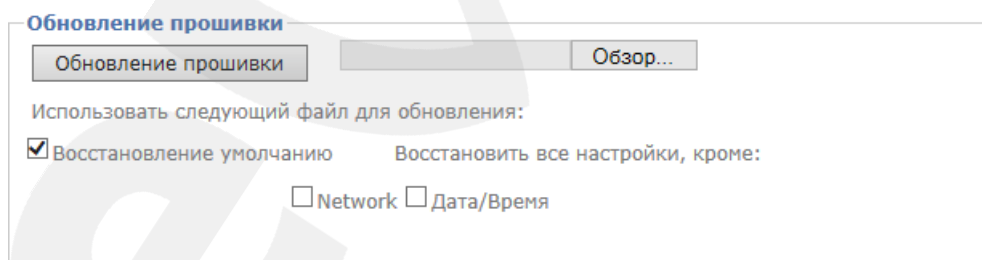 Обновление прошивки
Обновление прошивки Обзор...
Использовать следующий файл для обновления:
Восстановление умолчанию Восстановить все настройки, кроме:
Network Дата/Время